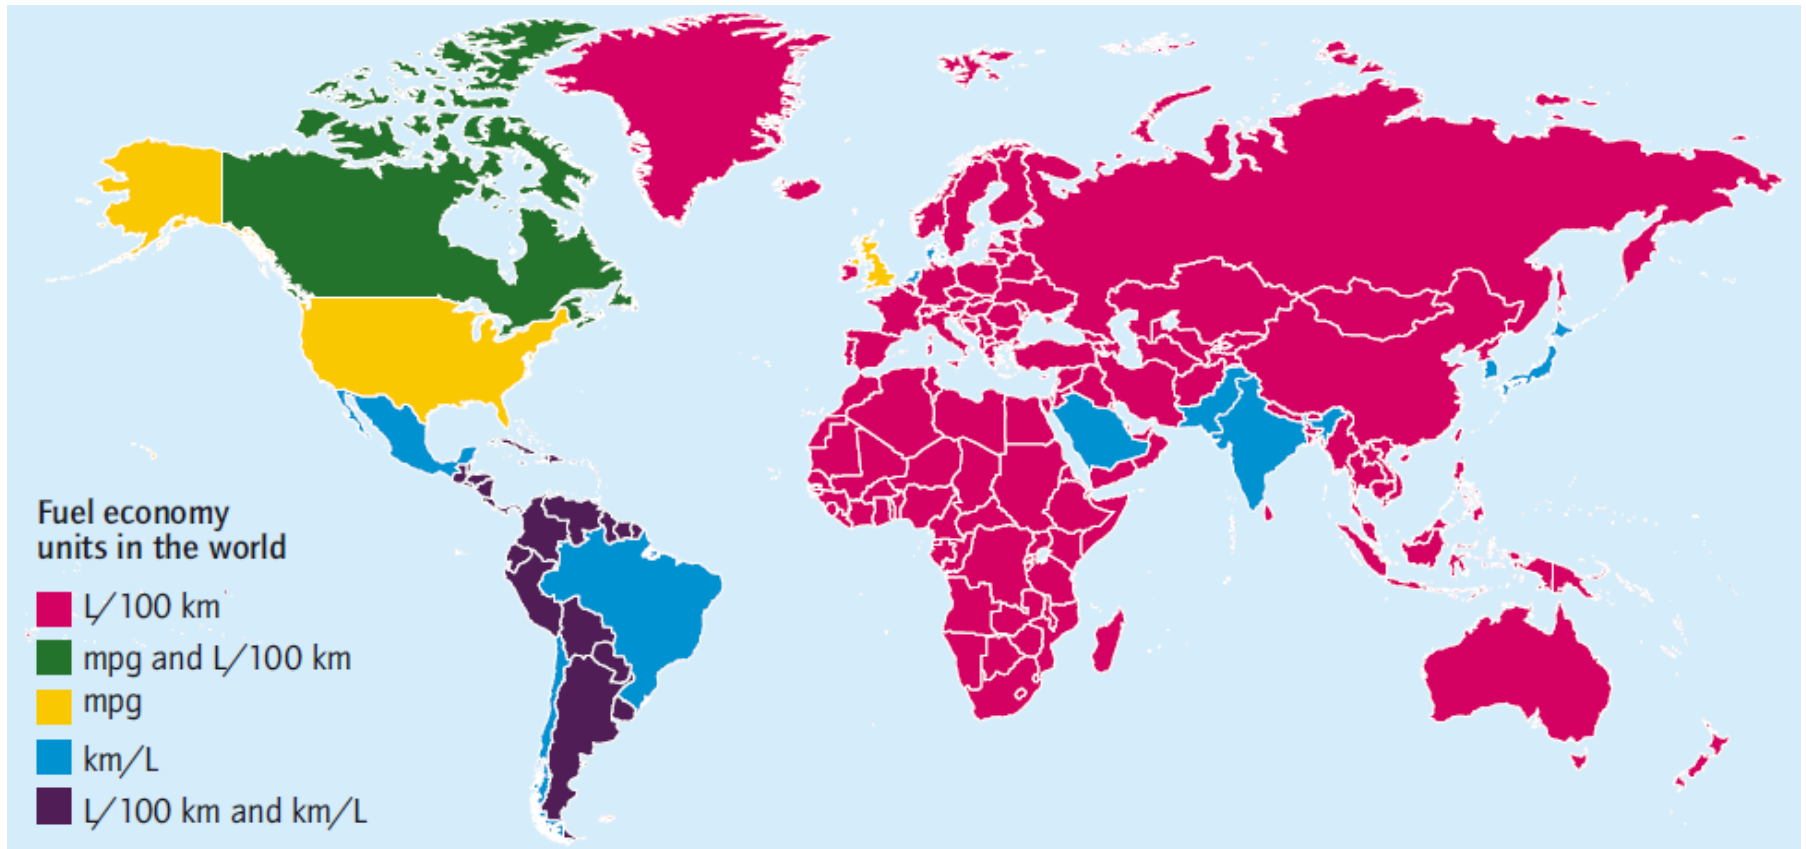 Fuel economy
units in the world
L/100 km
mpg and L/100 km
mpg
km/L
L/100 km and km/L